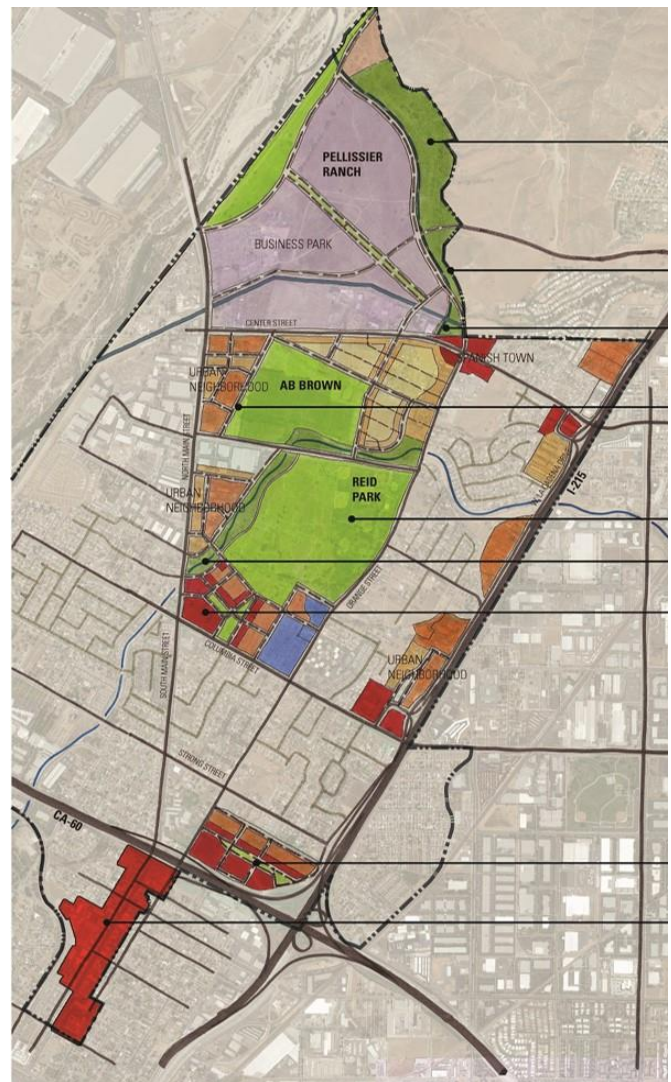 PELLISSIER
RANCH
BUSINESS PARK
CENTER STREET
SPANISH TOWN
URBAN
NEIGHBORHOOD
AB BROWN
NORTH MAIN STREET
I-215
REID
PARK
URBAN
NEIGHBORHOOD
ORANGE STREET
COLUMBIA STREET
SOUTH MAIN STREET
URBAN
NEIGHBORHOOD
STRONG STREET
CA-60